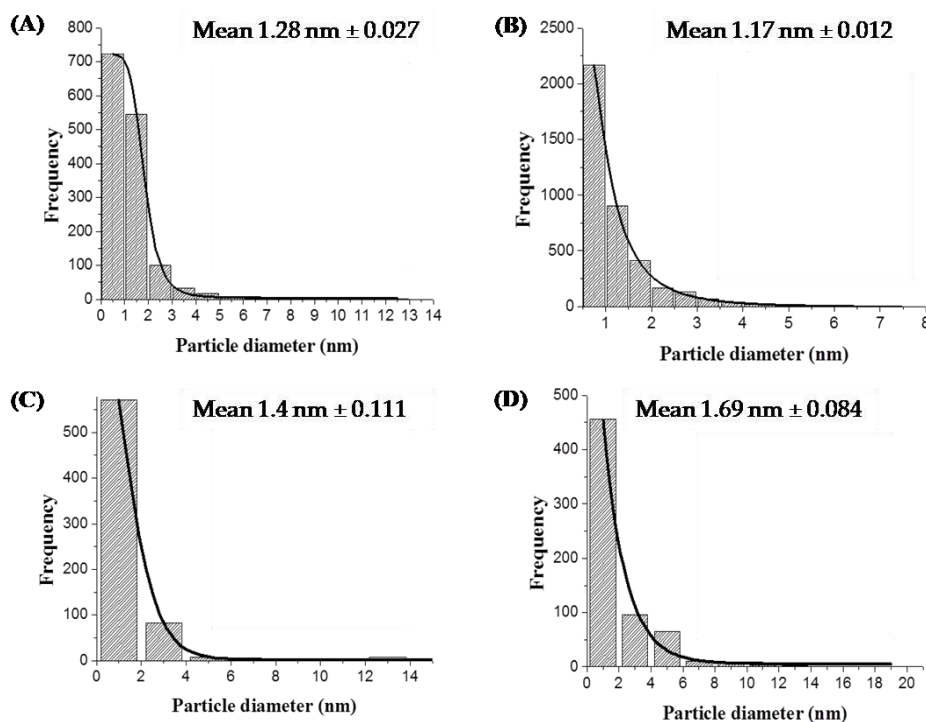 (A)
Mean 1.28 nm ± 0.027
800
700
600
500
400
300
200
100
0
Frequency
0 1 2 3 4 5 6 7 8 9 10 11 12 13 14
Particle diameter (nm)
(B)
Mean 1.17 nm ± 0.012
2500
2000
1500
1000
500
0
Frequency
1 2 3 4 5 6 7 8
Particle diameter (nm)
(C)
Mean 1.4 nm ± 0.111
500
400
300
200
100
0
Frequency
0 2 4 6 8 10 12 14
Particle diameter (nm)
(D)
Mean 1.69 nm ± 0.084
500
400
300
200
100
0
Frequency
0 2 4 6 8 10 12 14 16 18 20
Particle diameter (nm)